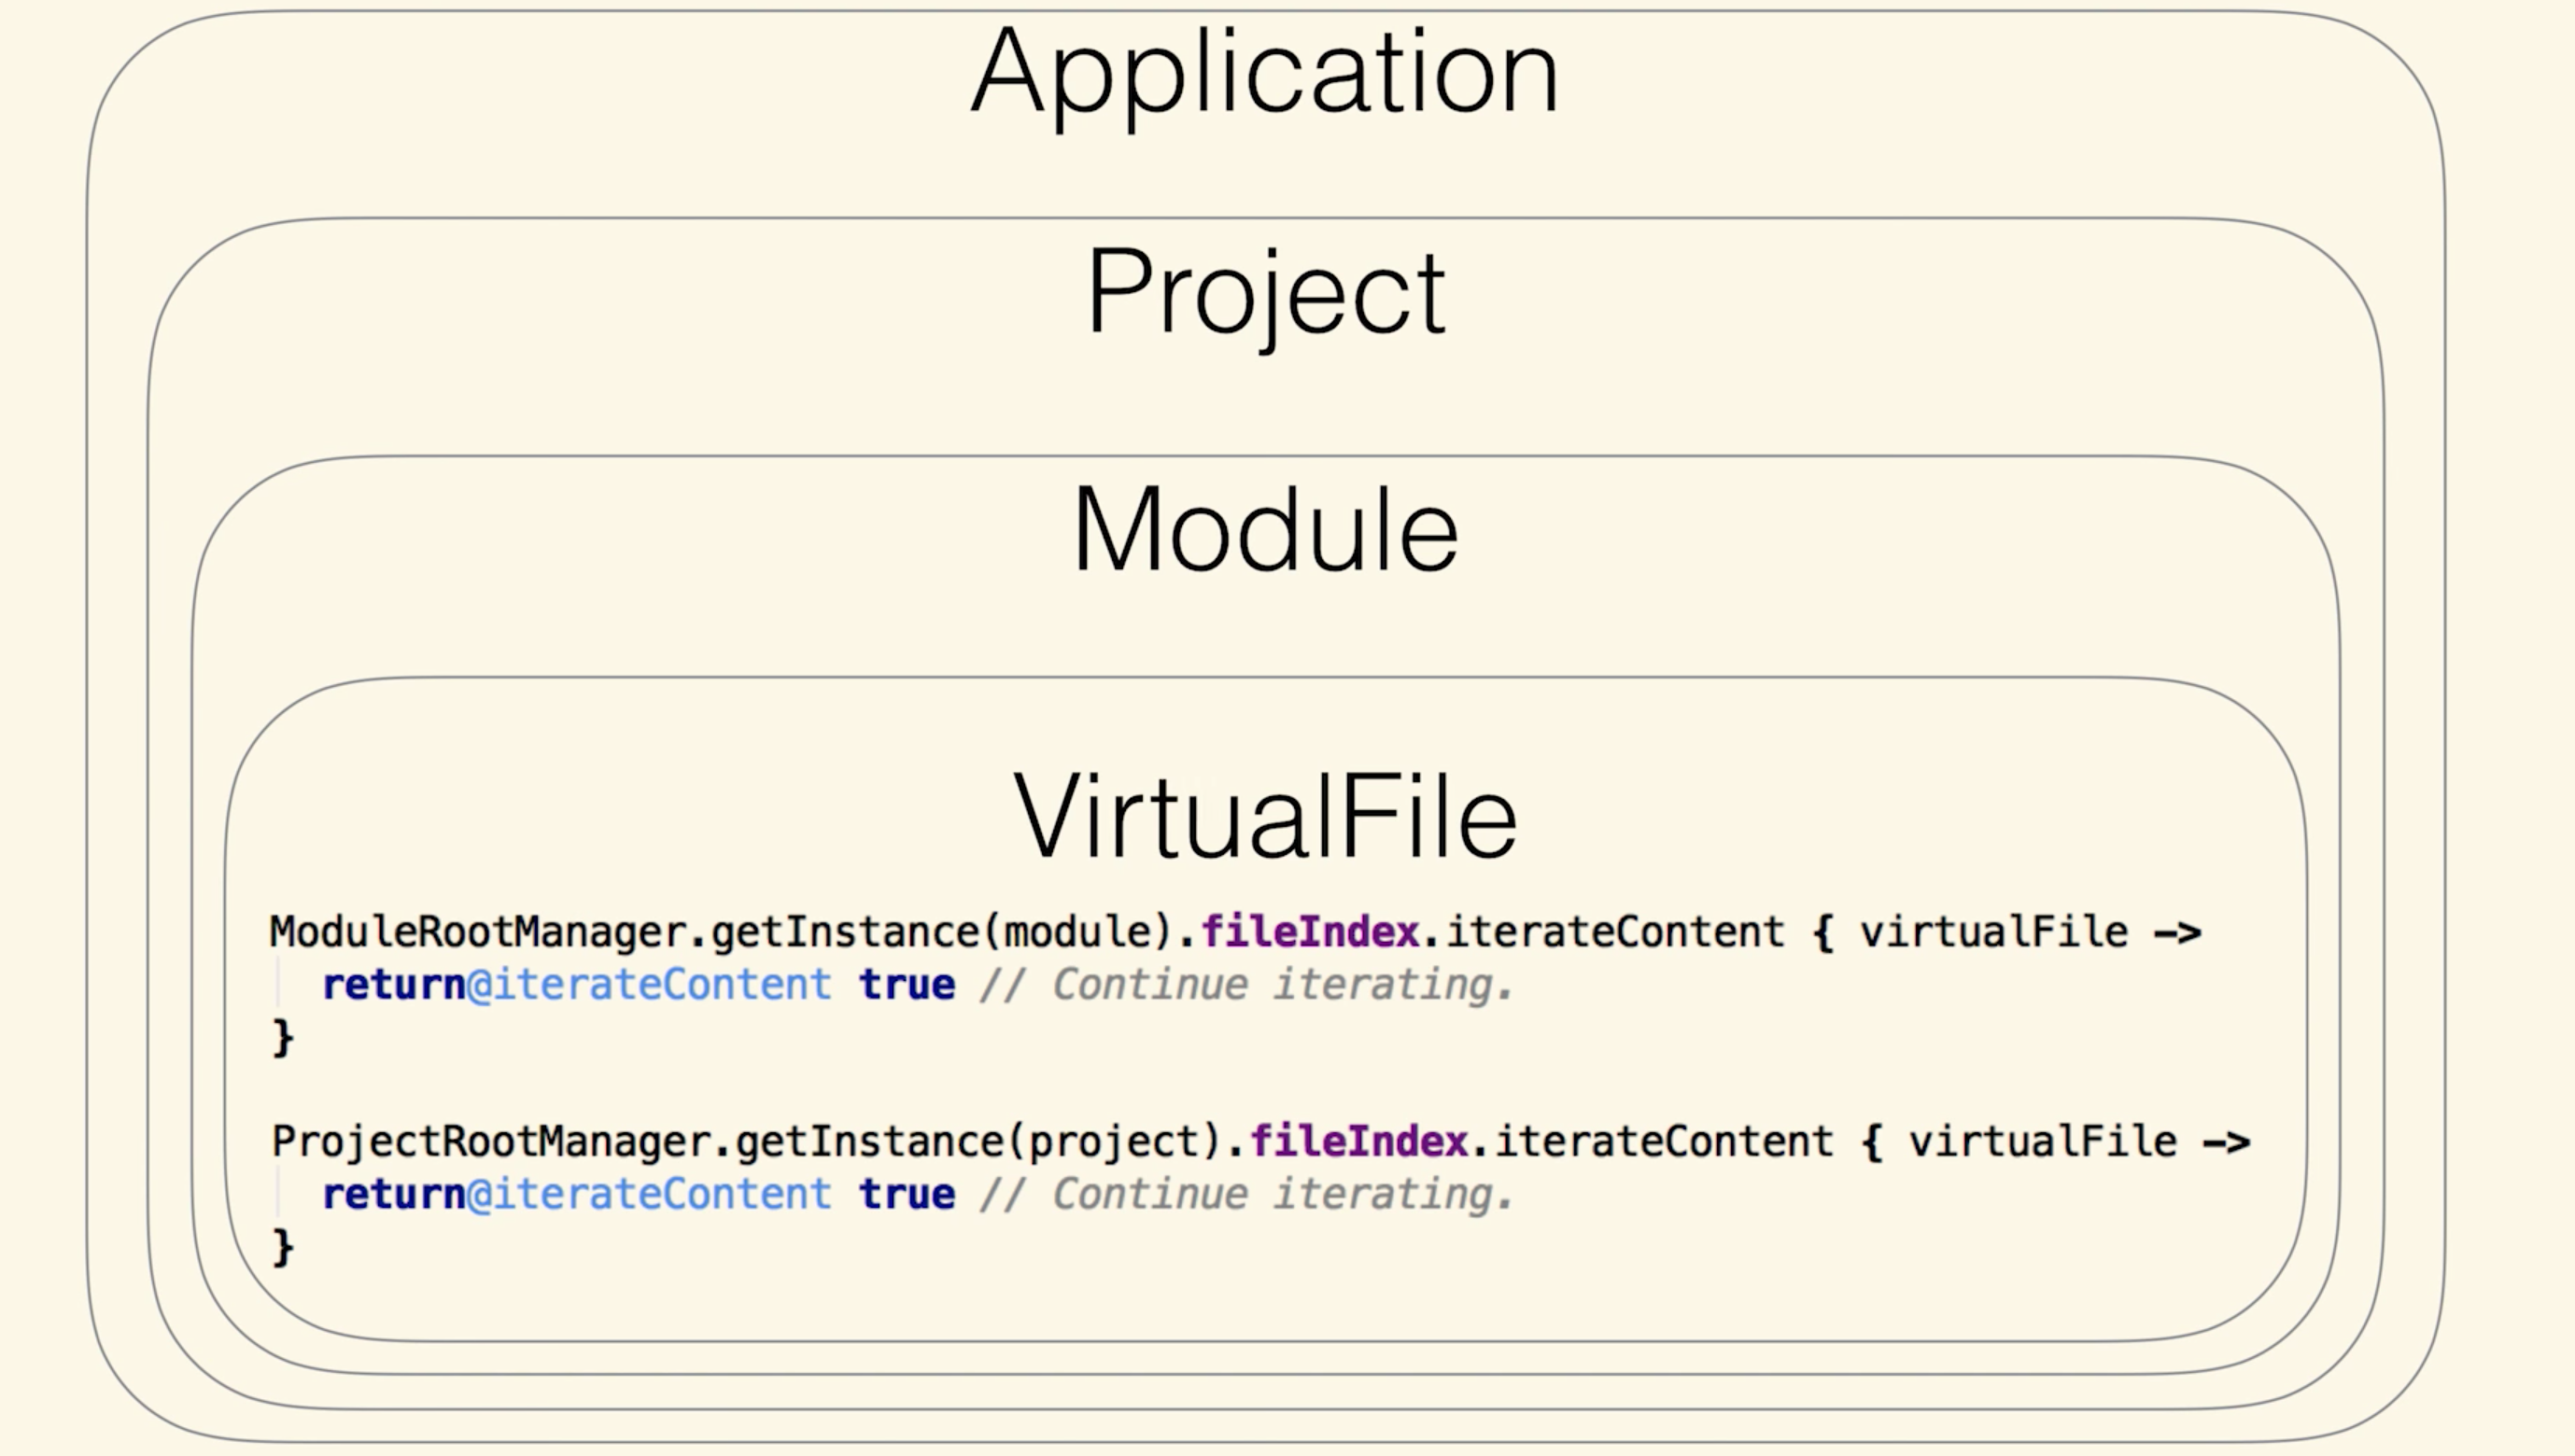 Application
Project
Module
VirtualFile
ModuleRootManager.getInstance(module).fileIndex.iterateContent { virtualFile ->
  return@iterateContent true // Continue iterating.
}
ProjectRootManager.getInstance(project).fileIndex.iterateContent { virtualFile ->
  return@iterateContent true // Continue iterating.
}